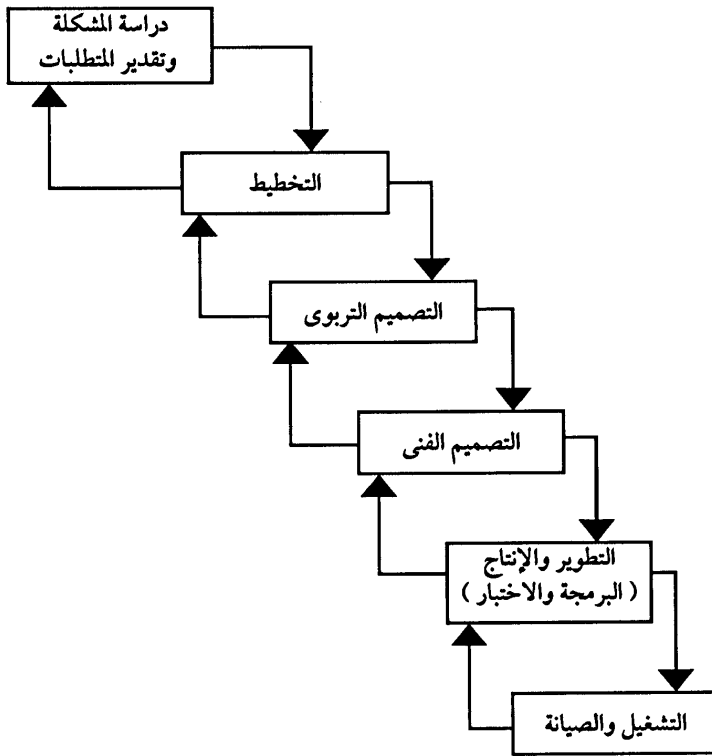 دراسة المشكلة
وتقدير المتطلبات
التخطيط
التصميم التربوى
التصميم الفنى
التطوير والإنتاج
( البرمجة والاختبار )
التشغيل والصيانة